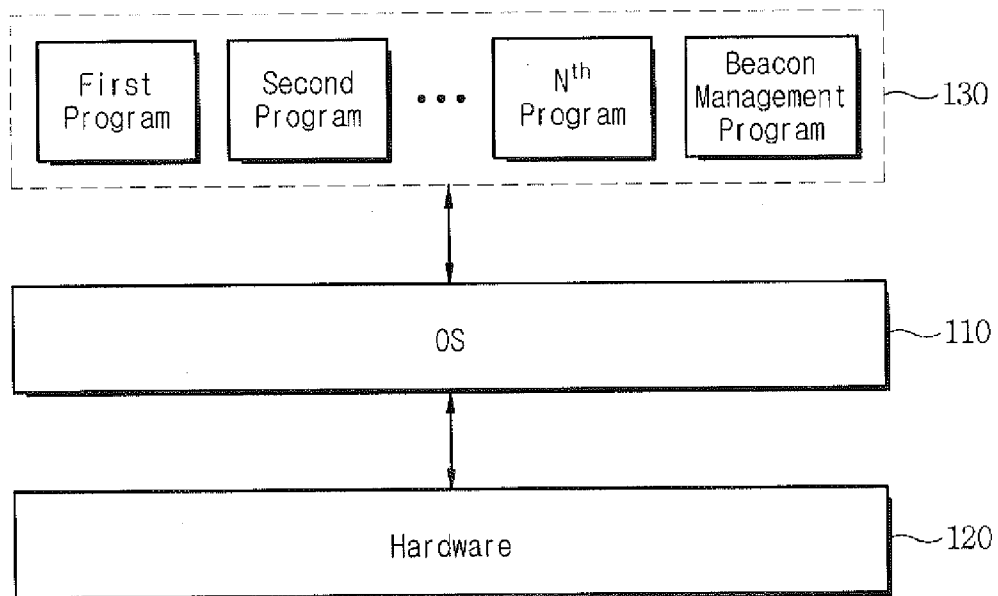 First
Program
Second
Program
Nth
Program
Beacon
Management
Program
130
OS
110
Hardware
120